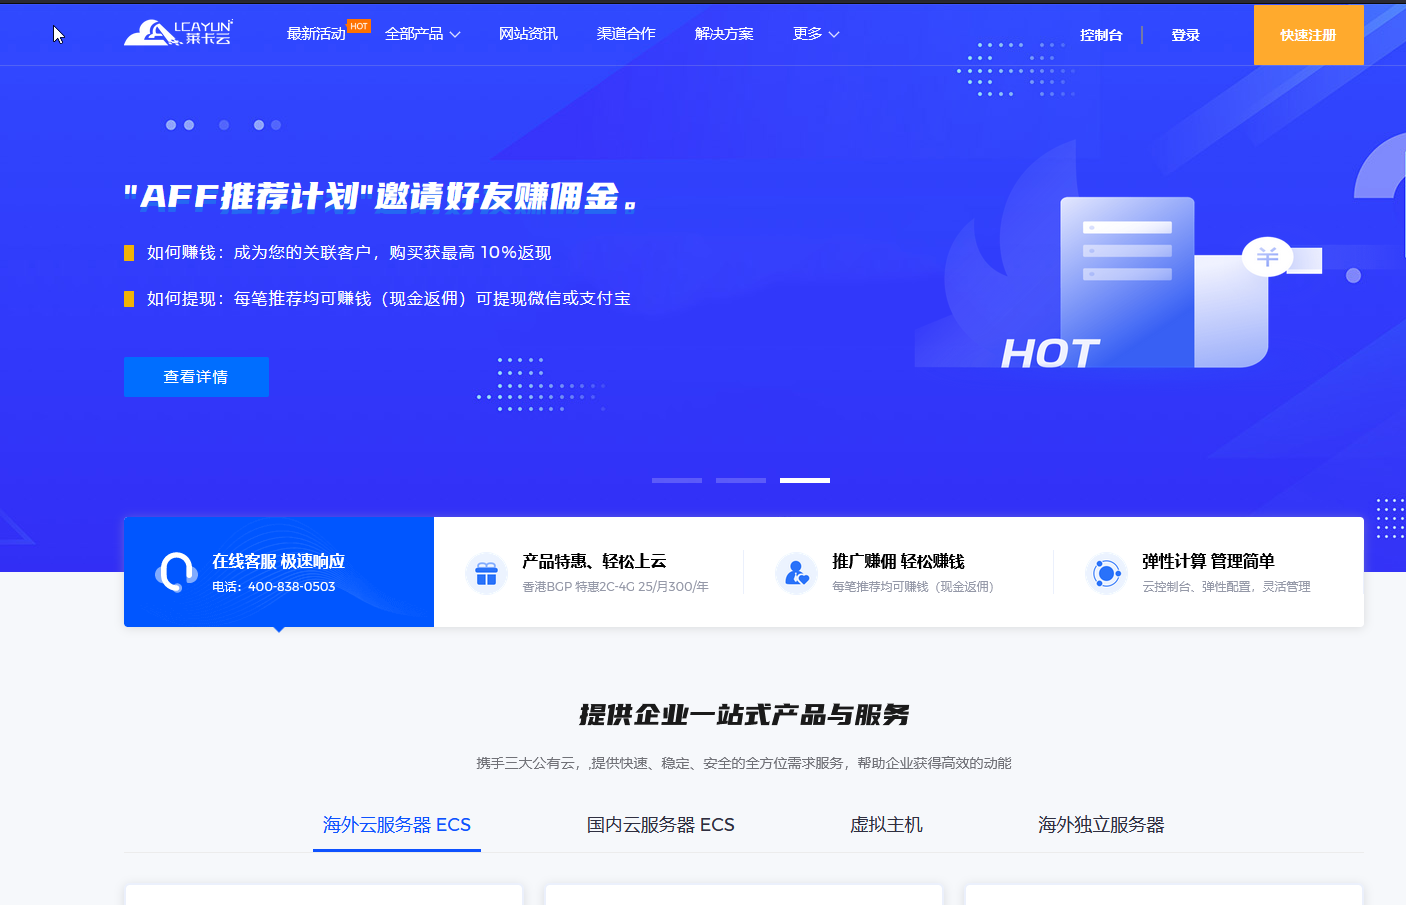 LCAYUN
莱卡云
最新活动 HOT 全部产品 网站资讯 渠道合作 解决方案 更多 控制台 登录 快速注册
"AFF推荐计划"邀请好友赚佣金。
如何赚钱：成为您的关联客户，购买获最高 10%返现
如何提现：每笔推荐均可赚钱（现金返佣）可提现微信或支付宝
查看详情
HOT
在线客服 极速响应
电话：400-838-0503
产品特惠、轻松上云
香港BGP 特惠2C-4G 25/月300/年
推广赚佣 轻松赚钱
每笔推荐均可赚钱（现金返佣）
弹性计算 管理简单
云控制台、弹性配置，灵活管理
提供企业一站式产品与服务
携手三大公有云，,提供快速、稳定、安全的全方位需求服务，帮助企业获得高效的动能
海外云服务器 ECS 国内云服务器 ECS 虚拟主机 海外独立服务器